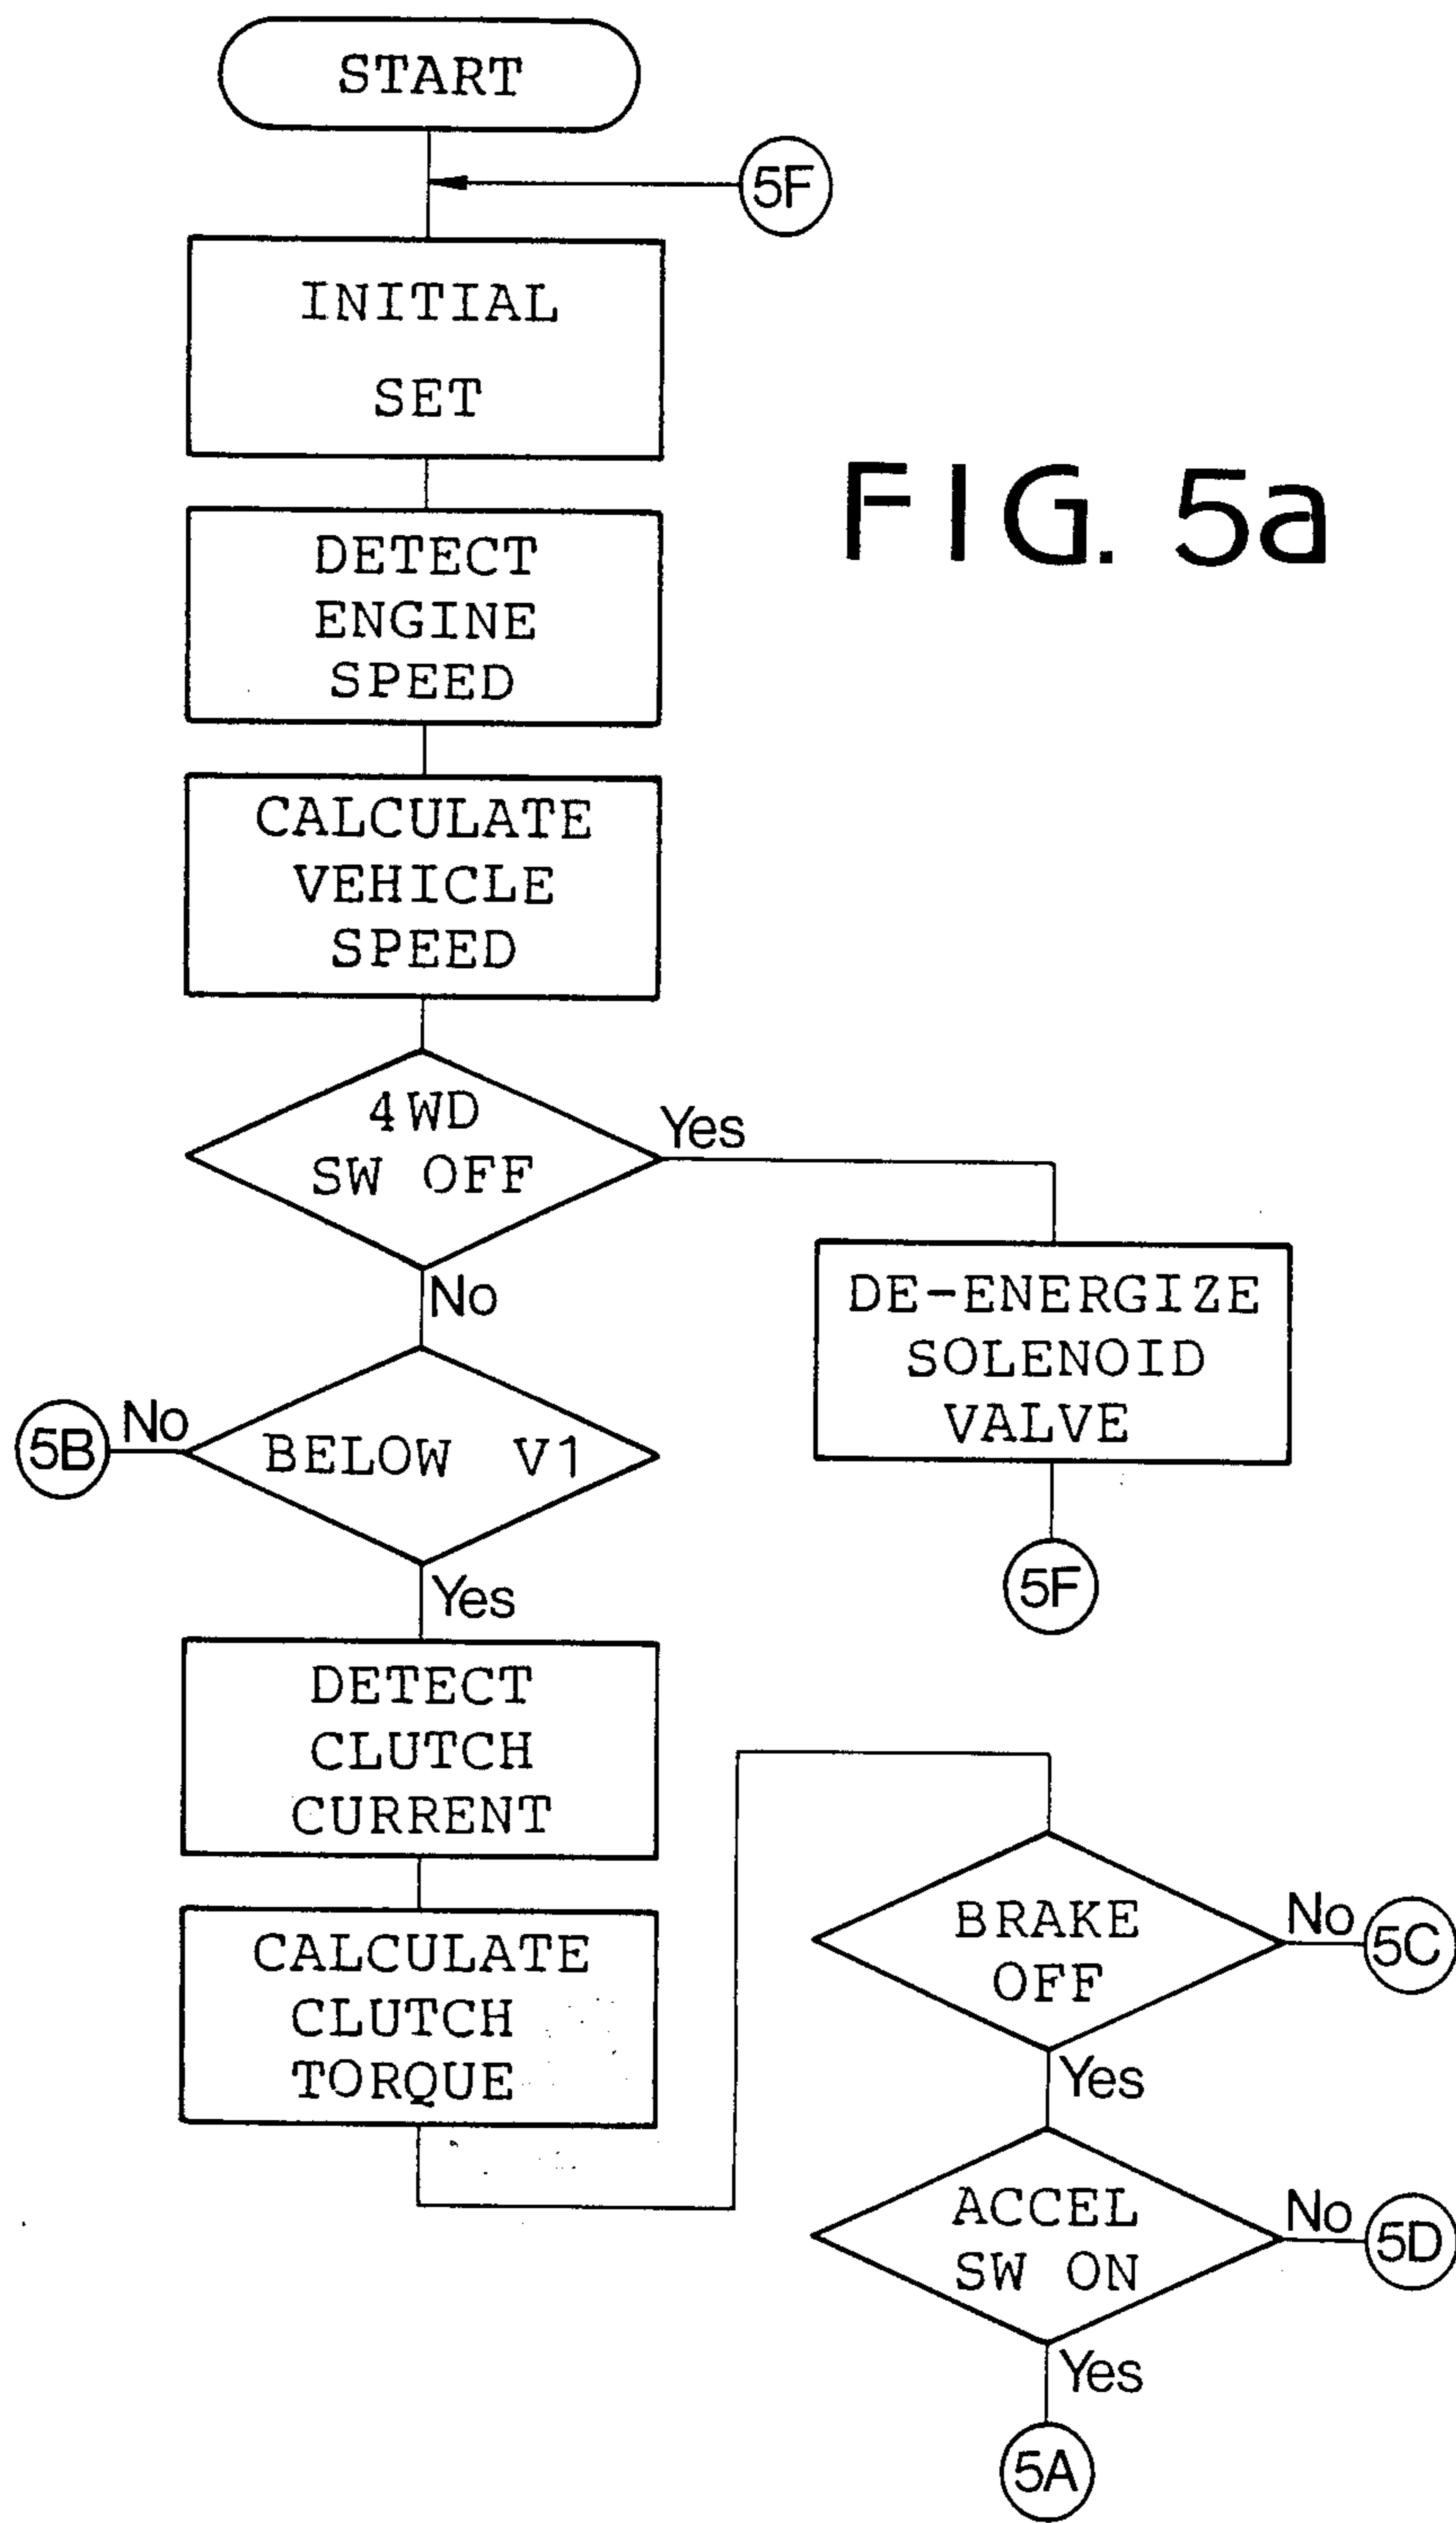 START
5F
INITIAL
SET
FIG. 5a
DETECT
ENGINE
SPEED
CALCULATE
VEHICLE
SPEED
4WD
SW OFF
Yes
No
DE-ENERGIZE
SOLENOID
VALVE
5F
5B
No
BELOW V1
Yes
DETECT
CLUTCH
CURRENT
CALCULATE
CLUTCH
TORQUE
BRAKE
OFF
No
5C
Yes
ACCEL
SW ON
No
5D
Yes
5A